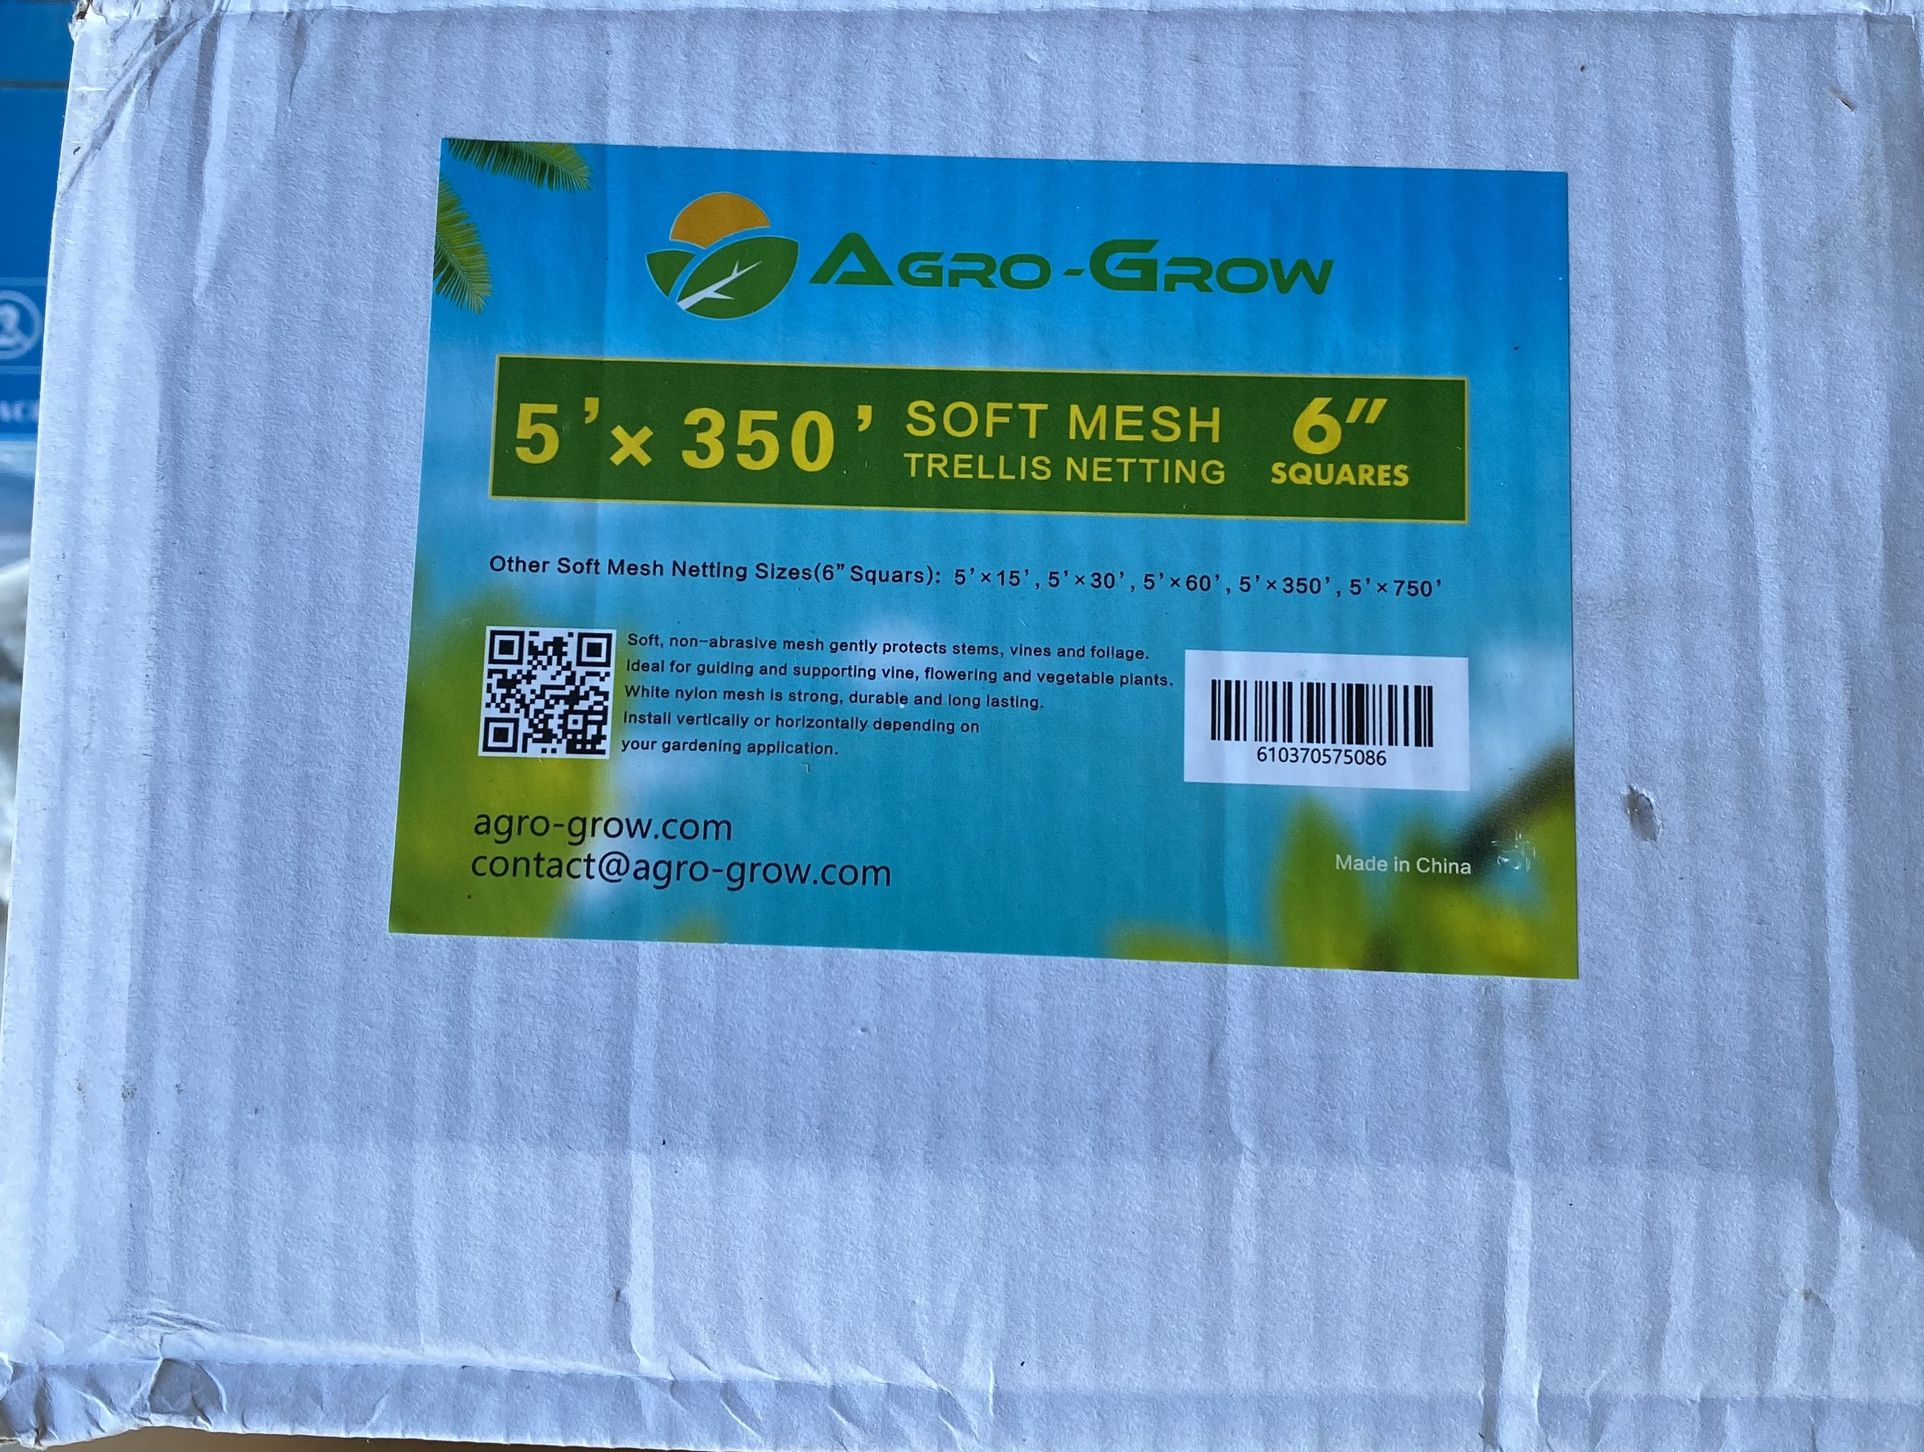 AGRO-GROW
5'× 350' SOFT MESH TRELLIS NETTING 6" SQUARES
Other Soft Mesh Netting Sizes(6" Squars): 5'×15', 5'×30', 5'×60', 5'×350', 5'×750'
Soft, non-abrasive mesh gently protects stems, vines and foliage.
Ideal for guiding and supporting vine, flowering and vegetable plants.
White nylon mesh is strong, durable and long lasting.
Install vertically or horizontally depending on
your gardening application.
610370575086
agro-grow.com
contact@agro-grow.com
Made in China